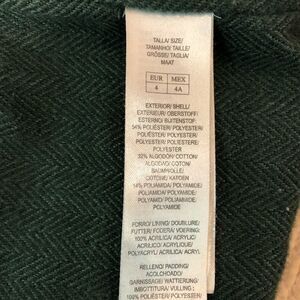 TALLA/ SIZE/
TAMANHO/ TAILLE/
GRÖSSE/ TAGLIA/
MAAT
EUR MEX
4 4A
EXTERIOR/ SHELL/
EXTÉRIEUR/ OBERSTOFF/
ESTERNO/ BUITENSTOF:
54% POLIÉSTER/ POLYESTER/
POLIÉSTER/ POLYESTER/
POLYESTER/ POLIESTERE/
POLYESTER
32% ALGODÓN/ COTTON/
ALGODÃO/ COTON/
BAUMWOLLE/
COTONE/ KATOEN
14% POLIAMIDA/ POLYAMIDE/
POLIAMIDA/ POLYAMIDE/
POLYAMID/ POLIAMMIDE/
POLYAMIDE
FORRO/ LINING/ DOUBLURE/
FUTTER/ FODERA/ VOERING:
100% ACRÍLICA/ ACRYLIC/
ACRÍLICO/ ACRYLIQUE/
POLYACRYL/ ACRILICA/ ACRYL
RELLENO/ PADDING/
ACOLCHOADO/
GARNISSAGE/ WATTIERUNG/
IMBOTTITURA/ VULLING :
100% POLIÉSTER/ POLYESTER/